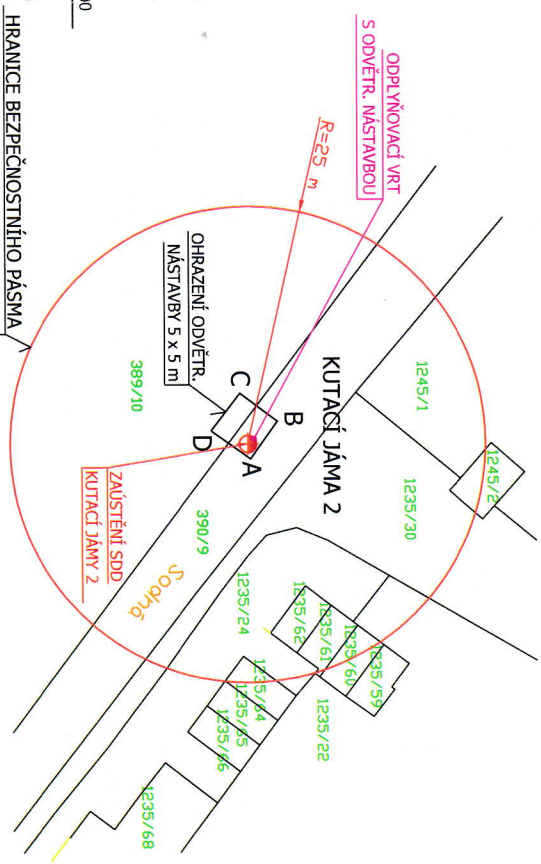 ODPLYŇOVACÍ VRT
S ODVĚTR. NÁSTAVBOU
R=25 m
HRANICE BEZPEČNOSTNÍHO PÁSMA
OHRAZENÍ ODVĚTR.
NÁSTAVBY 5 x 5 m
KUTACÍ JÁMA 2
A
B
C
D
ZAÚSTĚNÍ SDD
KUTACÍ JÁMY 2
389/10
390/9
Sodná
1245/1
1245/2
1235/30
1235/24
1235/62
1235/61
1235/60
1235/59
1235/22
1235/64
1235/65
1235/66
1235/68